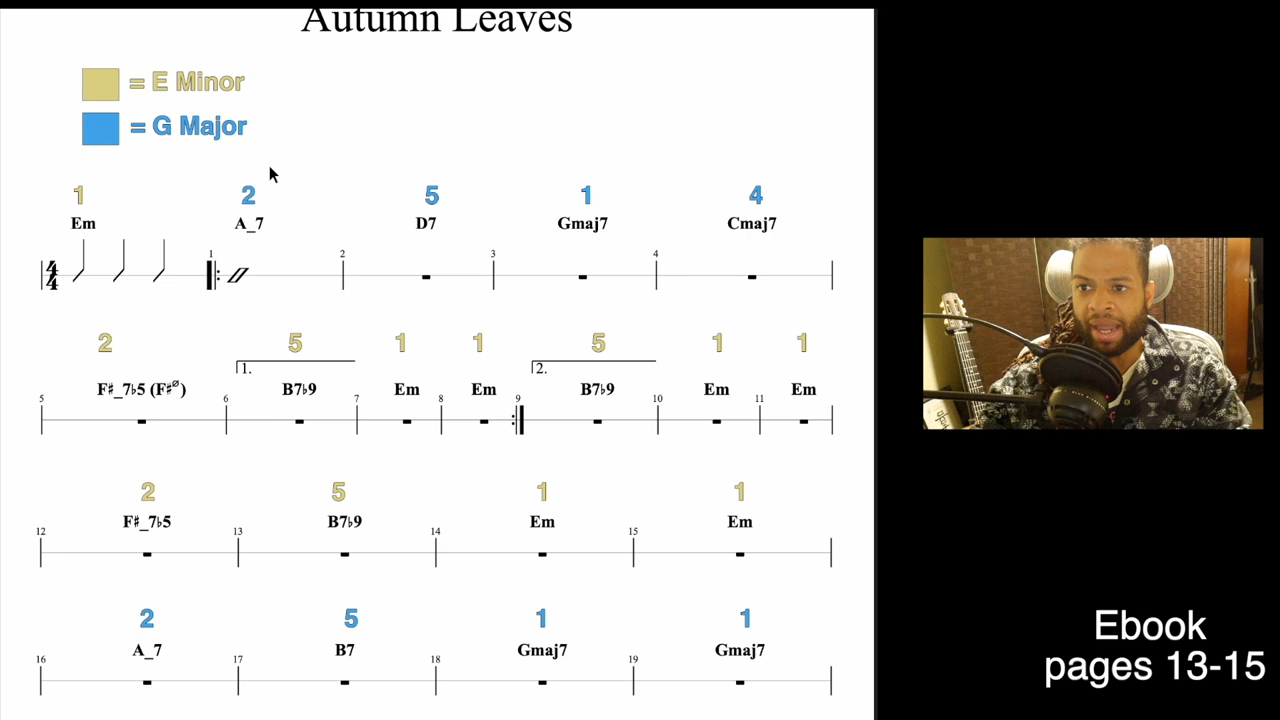 Autumn Leaves
= E Minor
= G Major
1 2 5 1 4
Em A_7 D7 Gmaj7 Cmaj7
1 2 3 4
4
4
2 5 1 1 5 1 1
1. 2.
F♯_7♭5 (F♯ø) B7♭9 Em Em B7♭9 Em Em
5 6 7 8 9 10 11
2 5 1 1
F♯_7♭5 B7♭9 Em Em
12 13 14 15
2 5 1 1
A_7 B7 Gmaj7 Gmaj7
16 17 18 19
Ebook
pages 13-15